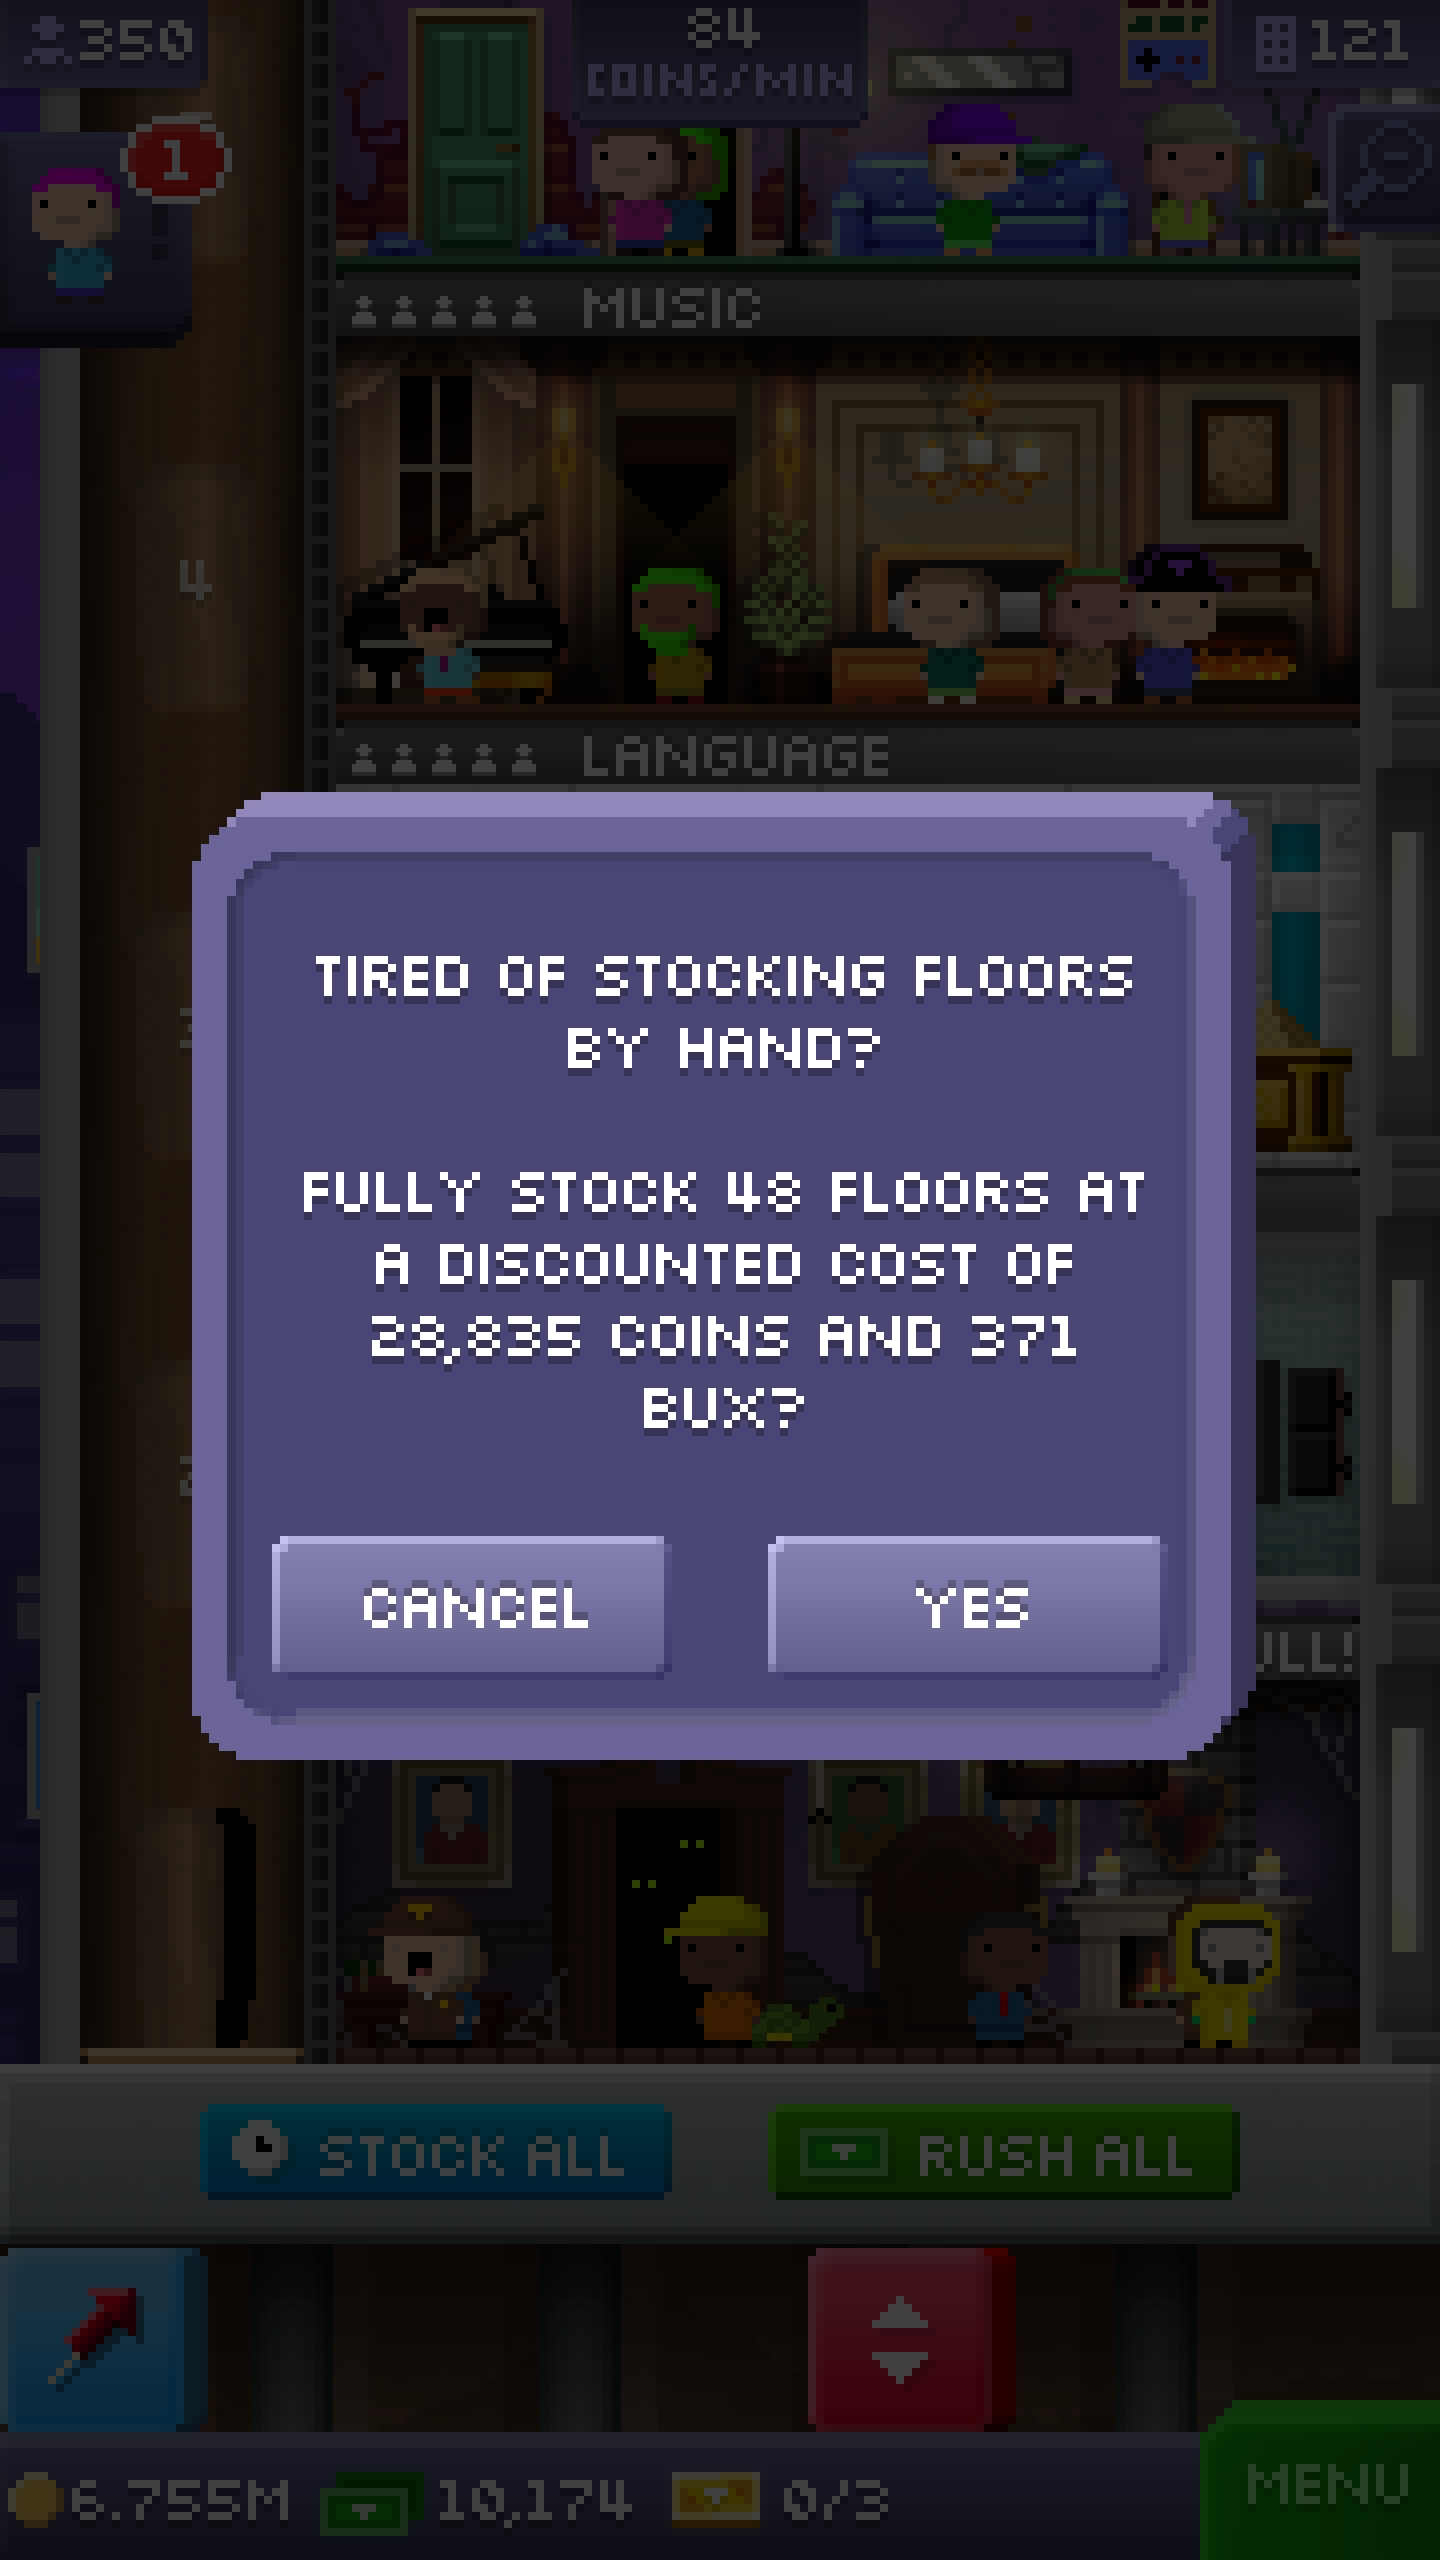 350
84
COINS/MIN
121
1
MUSIC
4
LANGUAGE
TIRED OF STOCKING FLOORS
BY HAND?
FULLY STOCK 48 FLOORS AT
A DISCOUNTED COST OF
28,835 COINS AND 371
BUX?
CANCEL
YES
STOCK ALL
RUSH ALL
6.755M
10,174
0/3
MENU